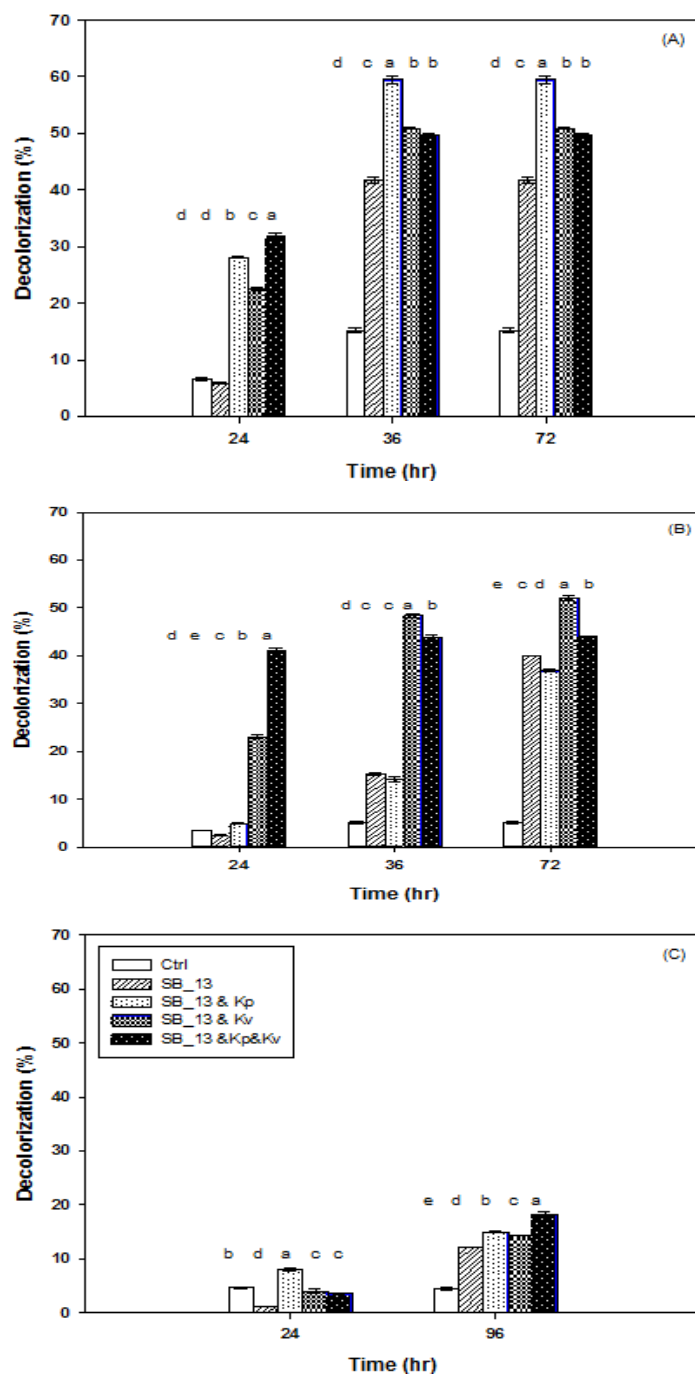 70
(A)
d c a b b
d c a b b
60
50
40
d d b c a
30
20
10
0
Decolorization (%)
24
36
72
Time (hr)
70
(B)
60
e c d a b
d c c a b
50
d e c b a
40
30
20
10
0
Decolorization (%)
24
36
72
Time (hr)
70
(C)
Ctrl
SB_13
SB_13 & Kp
SB_13 & Kv
SB_13 &Kp&Kv
60
50
40
30
20
e d b c a
b d a c c
10
0
Decolorization (%)
24
96
Time (hr)